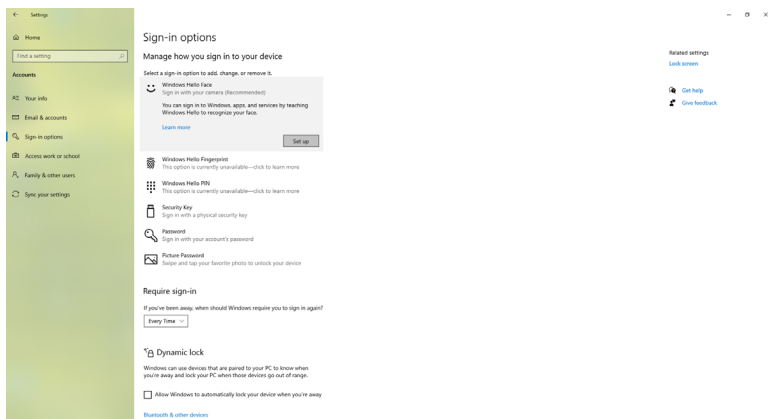 Settings
Home
Find a setting
Accounts
Your info
Email & accounts
Sign-in options
Access work or school
Family & other users
Sync your settings
Sign-in options
Manage how you sign in to your device
Select a sign-in option to add, change, or remove it.
Windows Hello Face
Sign in with your camera (Recommended)
You can sign in to Windows, apps, and services by teaching
Windows Hello to recognize your face.
Learn more
Set up
Windows Hello Fingerprint
This option is currently unavailable—click to learn more
Windows Hello PIN
This option is currently unavailable—click to learn more
Security Key
Sign in with a physical security key
Password
Sign in with your account's password
Picture Password
Swipe and tap your favorite photo to unlock your device
Require sign-in
If you've been away, when should Windows require you to sign in again?
Every Time
Dynamic lock
Windows can use devices that are paired to your PC to know when
you're away and lock your PC when those devices go out of range.
Allow Windows to automatically lock your device when you're away
Bluetooth & other devices
Related settings
Lock screen
Get help
Give feedback